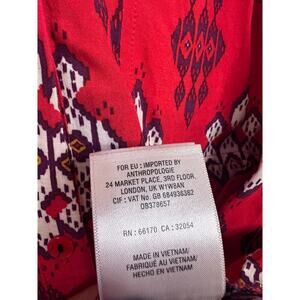 FOR EU : IMPORTED BY
ANTHROPOLOGIE
24 MARKET PLACE, 3RD FLOOR.
LONDON, UK W1W8AN
CIF : VAT No. GB 684936382
OB378657
RN : 66170 CA : 32054
MADE IN VIETNAM/
FABRIQUÉ AU VIETNAM/
HECHO EN VIETNAM